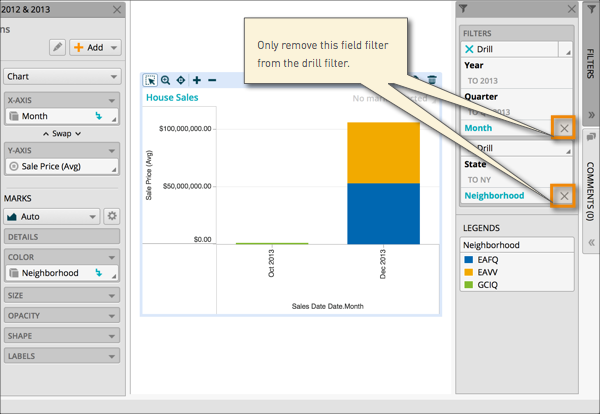 2012 & 2013
ns
Add
Chart
X-AXIS
Month
Swap
Y-AXIS
Sale Price (Avg)
MARKS
Auto
DETAILS
COLOR
Neighborhood
SIZE
OPACITY
SHAPE
LABELS
Only remove this field filter
from the drill filter.
House Sales
No ma
$100,000,000.00
$50,000,000.00
$0.00
Sale Price (Avg)
Oct 2013
Dec 2013
Sales Date Date.Month
FILTERS
Drill
Year
TO 2013
Quarter
2013
Month
Drill
State
TO NY
Neighborhood
LEGENDS
Neighborhood
EAFQ
EAVV
GCIQ
FILTERS
COMMENTS (0)